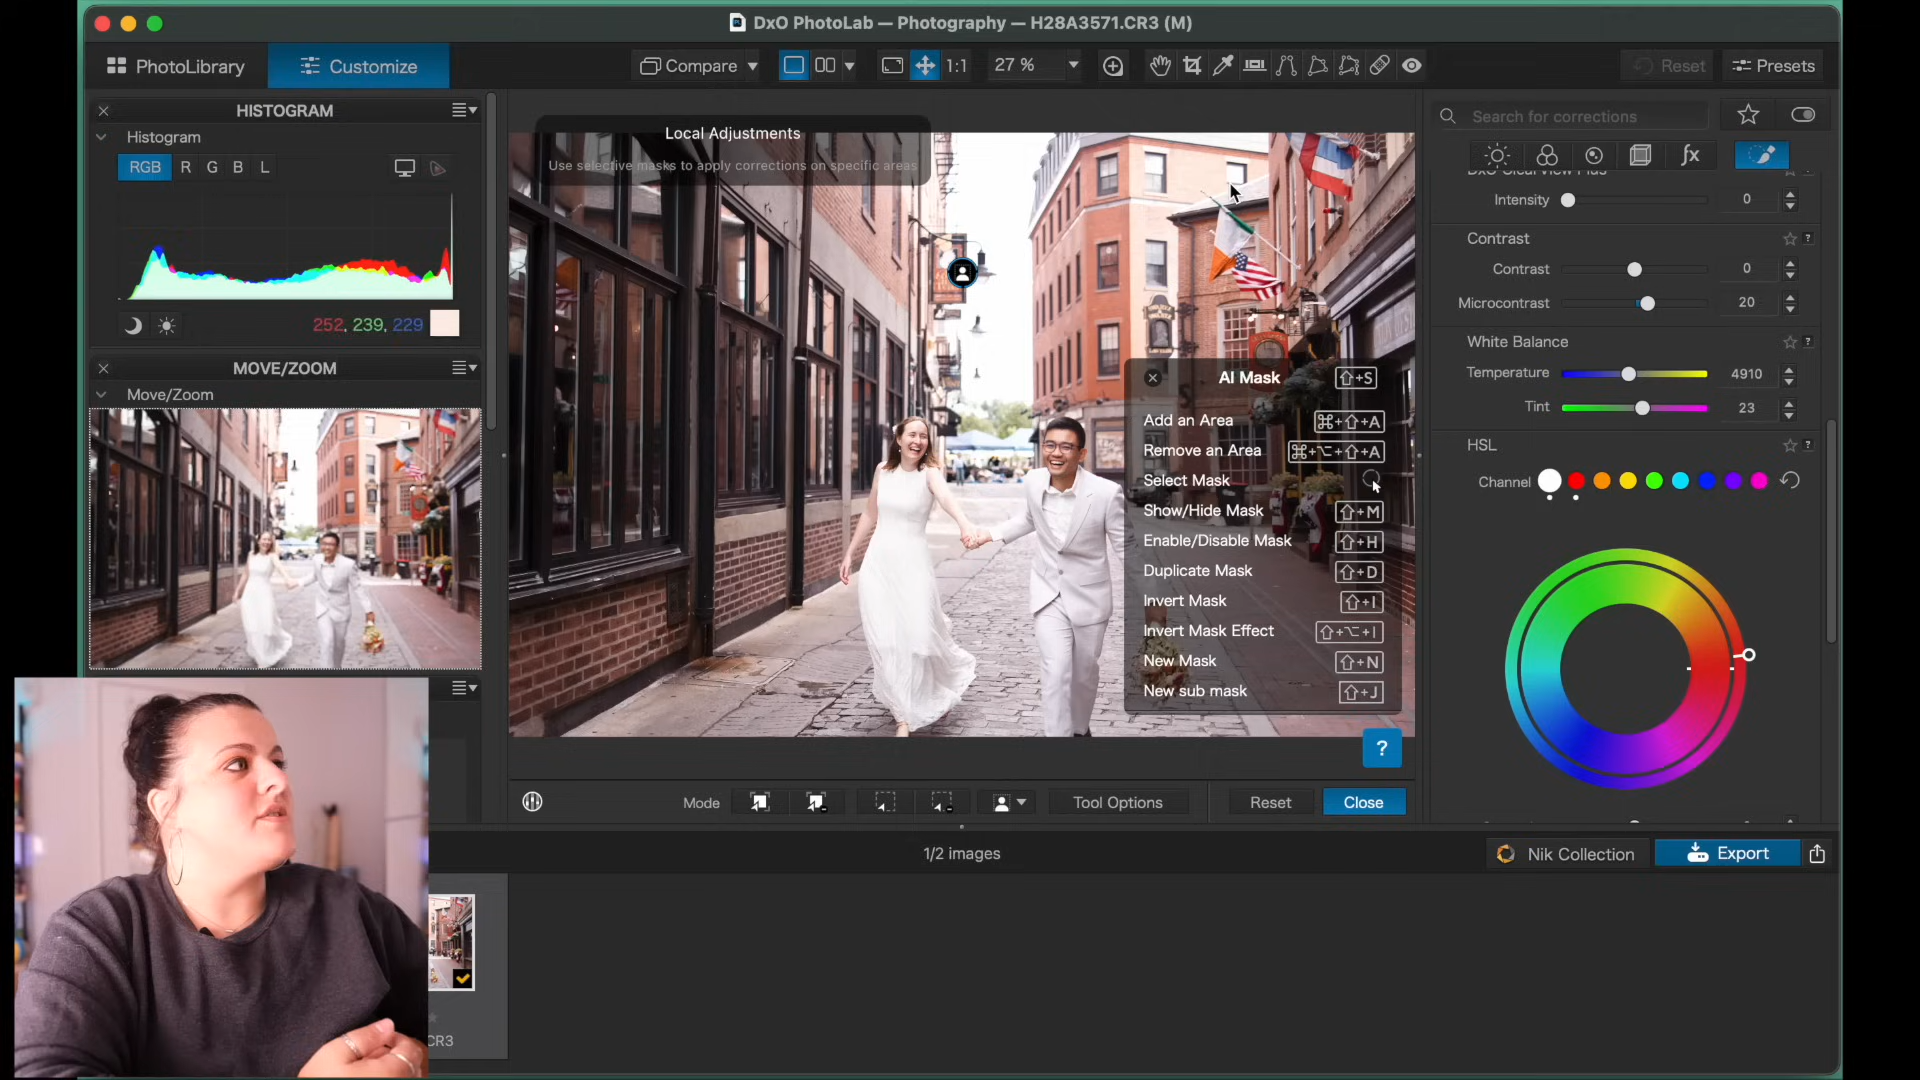 DxO PhotoLab — Photography — H28A3571.CR3 (M)
PhotoLibrary
Customize
Compare
1:1
27 %
Reset
Presets
HISTOGRAM
Histogram
RGB R G B L
252, 239, 229
MOVE/ZOOM
Move/Zoom
Local Adjustments
Use selective masks to apply corrections on specific areas
AI Mask ⇧+S
Add an Area ⌘+⇧+A
Remove an Area ⌘+⌥+⇧+A
Select Mask
Show/Hide Mask ⇧+M
Enable/Disable Mask ⇧+H
Duplicate Mask ⇧+D
Invert Mask ⇧+I
Invert Mask Effect ⇧+⌥+I
New Mask ⇧+N
New sub mask ⇧+J
?
Mode
Tool Options
Reset
Close
Search for corrections
fx
DxO ClearView Plus
Intensity 0
Contrast ?
Contrast 0
Microcontrast 20
White Balance ?
Temperature 4910
Tint 23
HSL ?
Channel
1/2 images
Nik Collection
Export
CR3